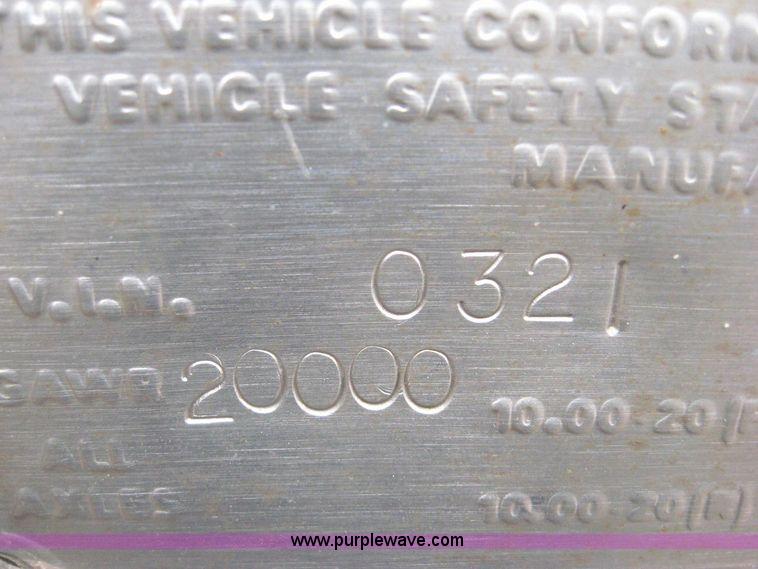 THIS VEHICLE CONFORM
VEHICLE SAFETY STA
MANUFA
V.I.N. 0321
GAWR 20000 10.00-20(F
ALL
AXLES 10.00-20(
www.purplewave.com